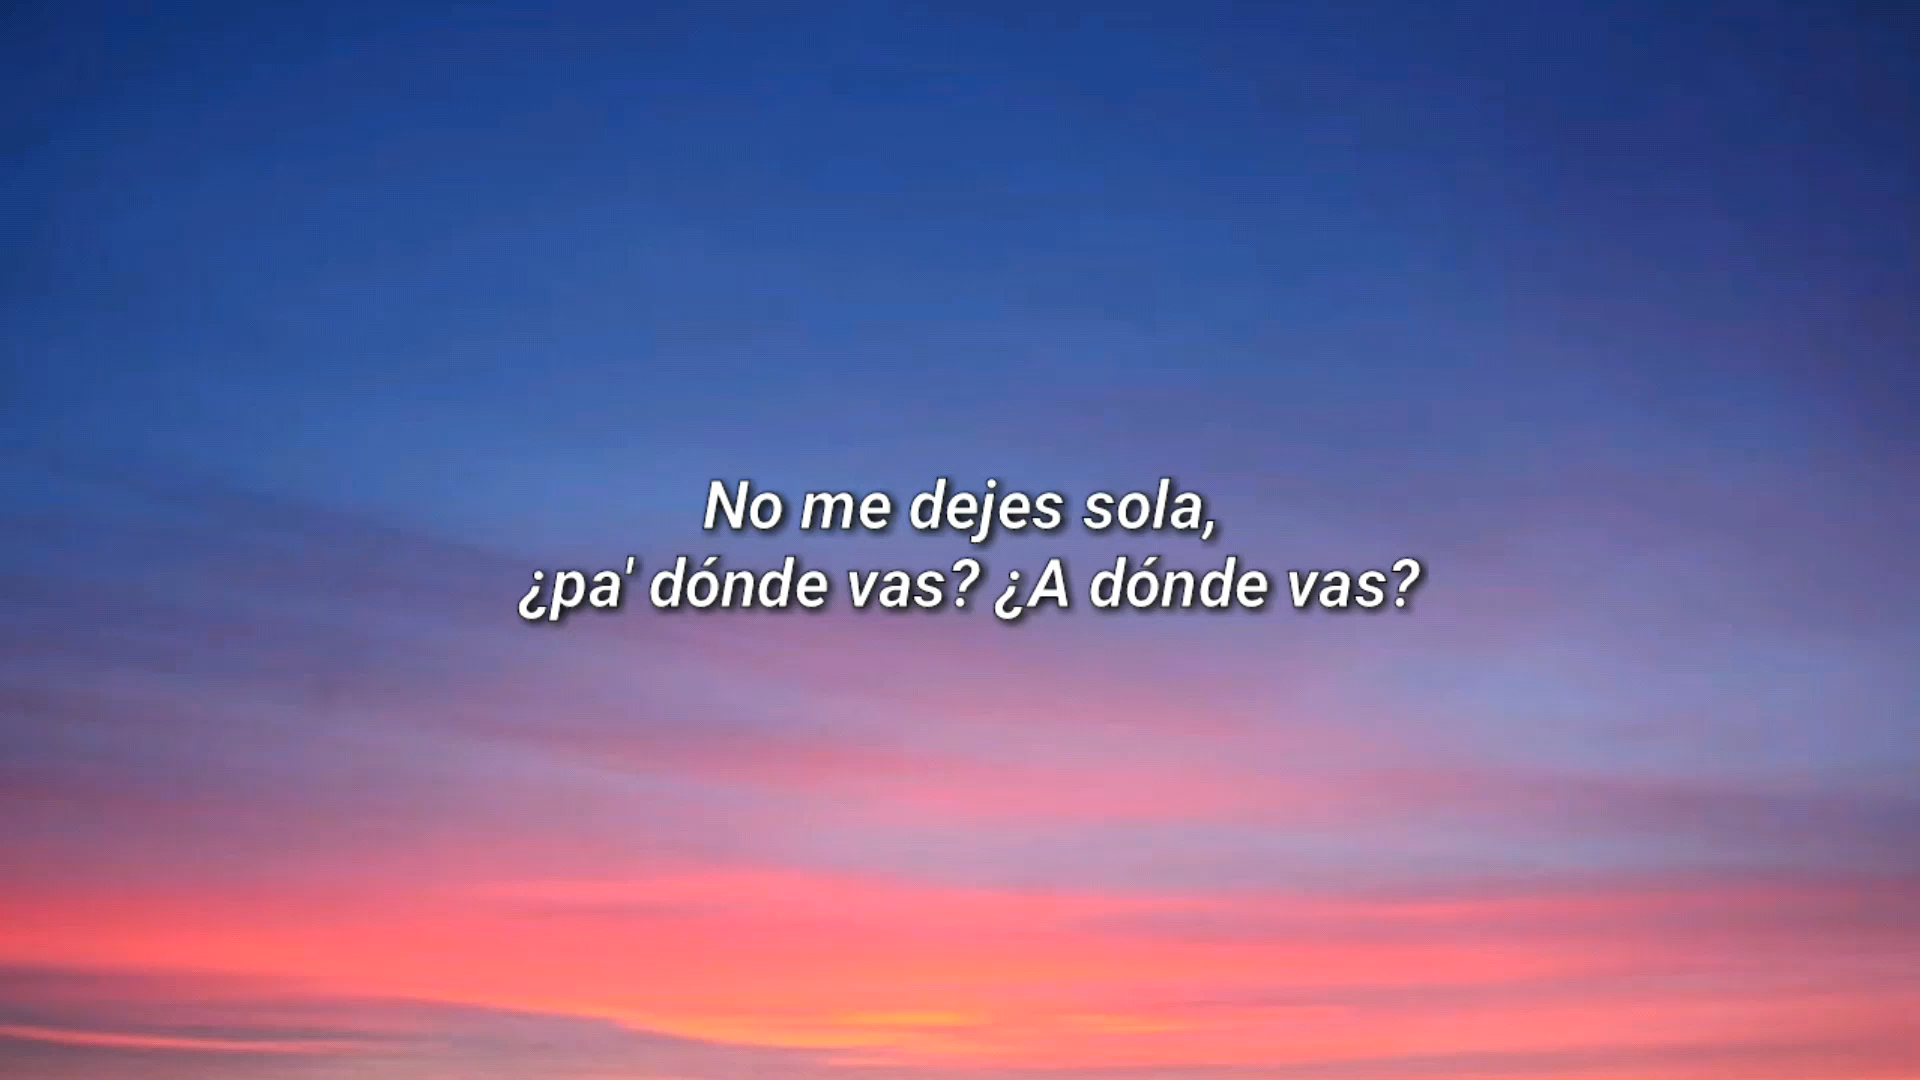 No me dejes sola,
¿pa' dónde vas? ¿A dónde vas?